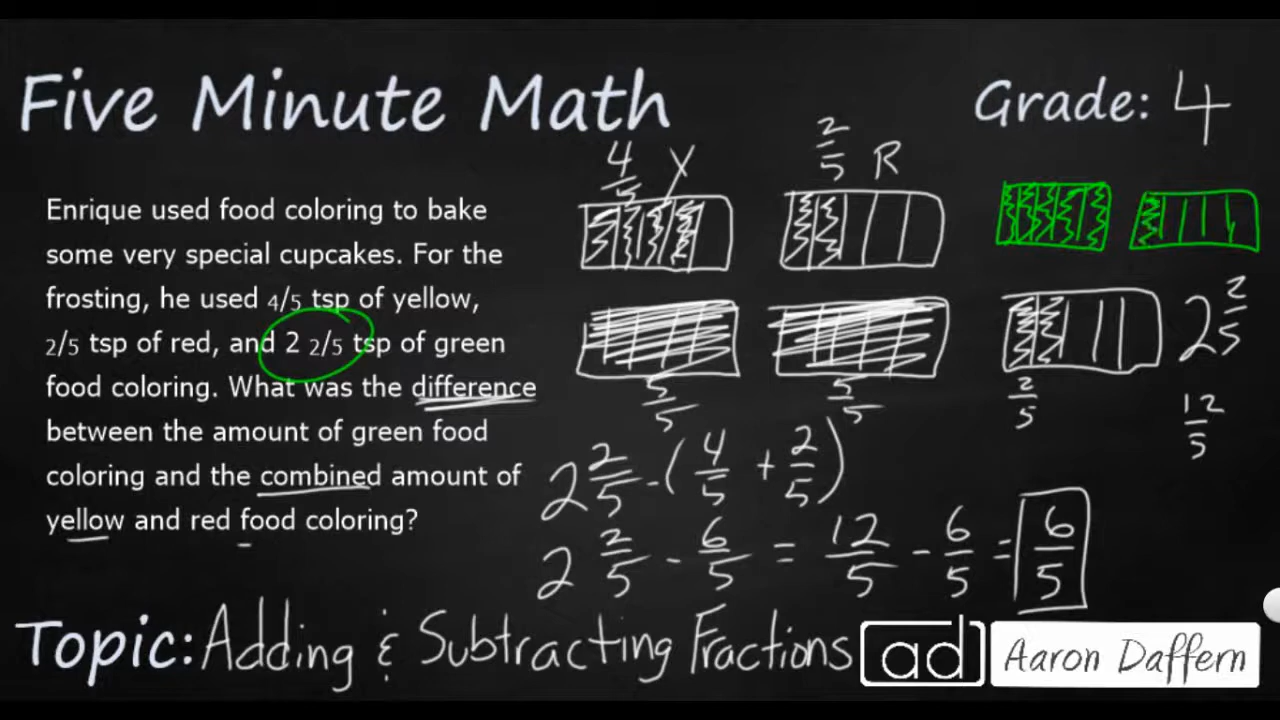 Five Minute Math
Grade: 4
Enrique used food coloring to bake
some very special cupcakes. For the
frosting, he used 4/5 tsp of yellow,
2/5 tsp of red, and 2 2/5 tsp of green
food coloring. What was the difference
between the amount of green food
coloring and the combined amount of
yellow and red food coloring?
4/5 Y
2/5 R
5/5
5/5
2/5
2 2/5
12/5
2 2/5 - (4/5 + 2/5)
2 2/5 - 6/5 = 12/5 - 6/5 = 6/5
Topic: Adding & Subtracting Fractions
ad Aaron Daffern